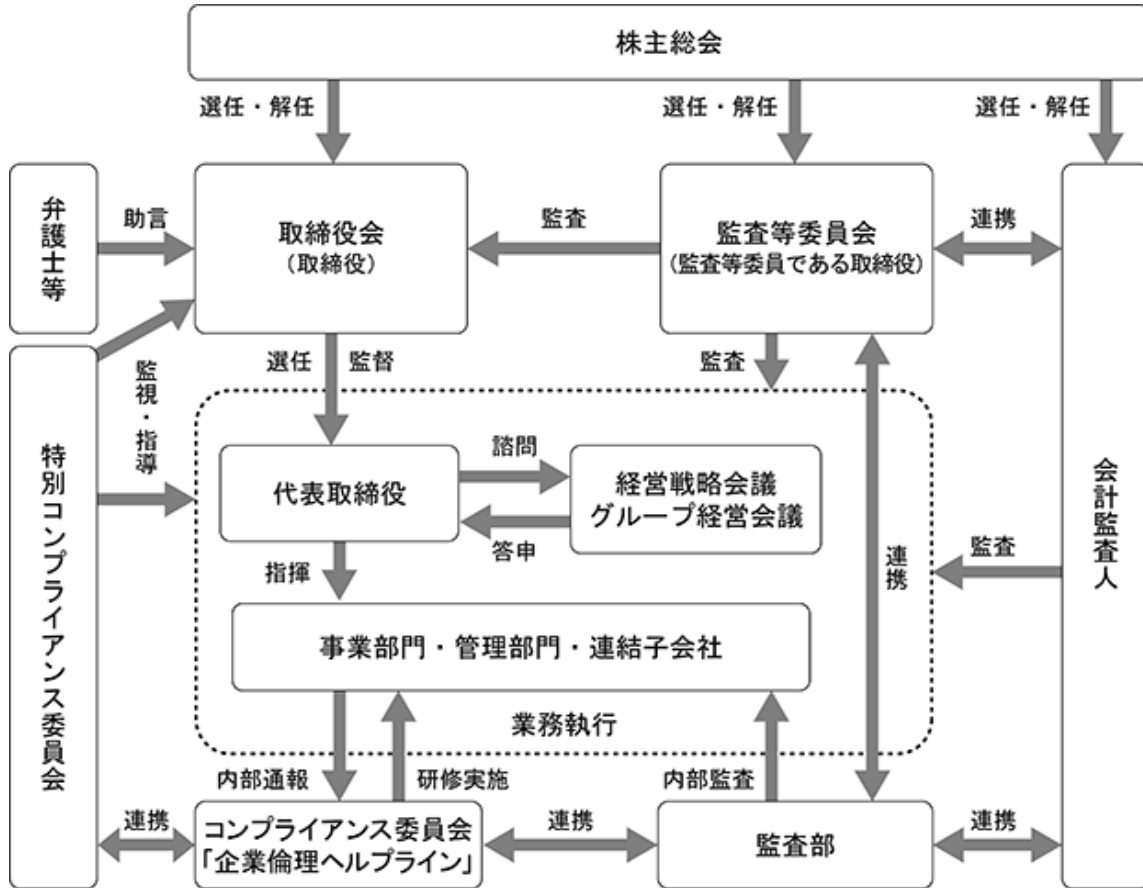 株主総会
選任・解任
選任・解任
選任・解任
弁護士等
助言
取締役会
（取締役）
監査
監査等委員会
（監査等委員である取締役）
連携
会計監査人
特別コンプライアンス委員会
監視・指導
選任
監督
監査
代表取締役
諮問
答申
経営戦略会議
グループ経営会議
連携
監査
指揮
事業部門・管理部門・連結子会社
業務執行
内部通報
研修実施
内部監査
連携
コンプライアンス委員会
「企業倫理ヘルプライン」
連携
監査部
連携